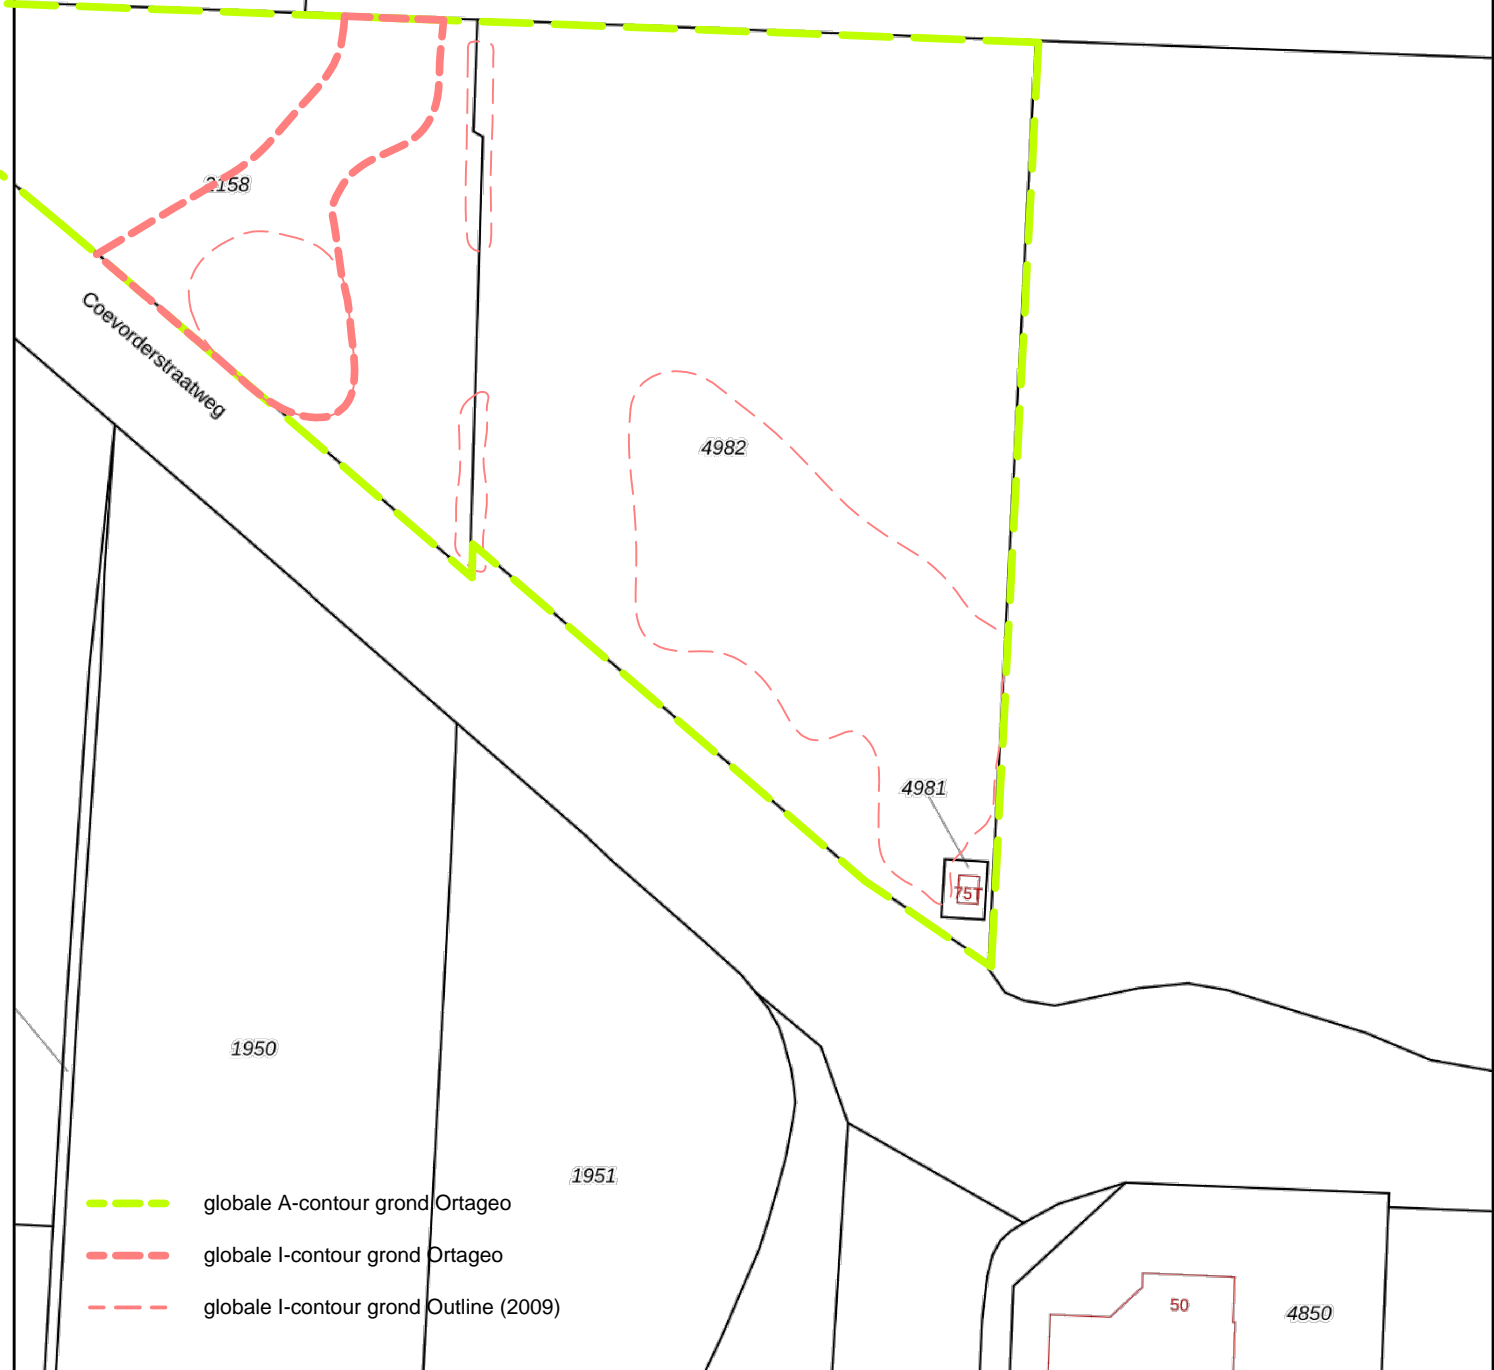 2158
Coevorderstraatweg
4982
4981
75T
1950
1951
globale A-contour grond Ortageo
globale I-contour grond Ortageo
globale I-contour grond Outline (2009)
50
4850